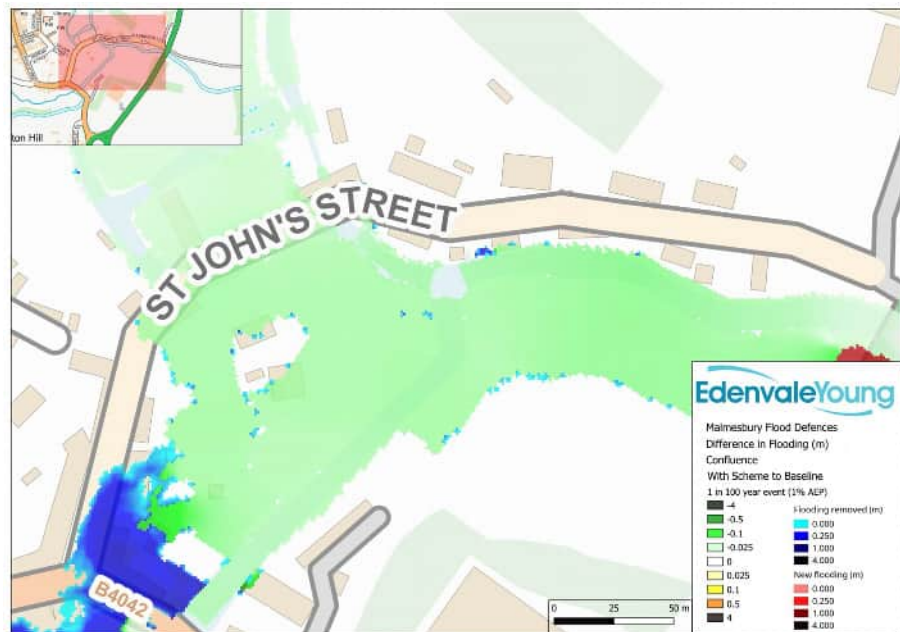 Library
ton Hill
ST JOHN'S STREET
B4042
EdenvaleYoung
Malmesbury Flood Defences
Difference in Flooding (m)
Confluence
With Scheme to Baseline
1 in 100 year event (1% AEP)
-4
-0.5
-0.1
-0.025
0
0.025
0.1
0.5
4
Flooding removed (m)
0.000
0.250
1.000
4.000
New flooding (m)
0.000
0.250
1.000
4.000
0 25 50 m